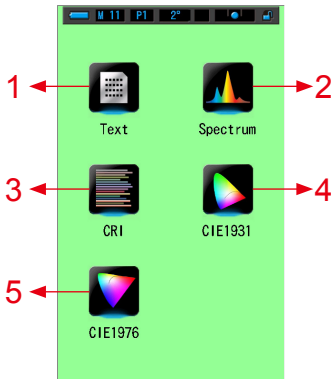 M 11 P1 2°
1 2
Text Spectrum
3 4
CRI CIE1931
5
CIE1976